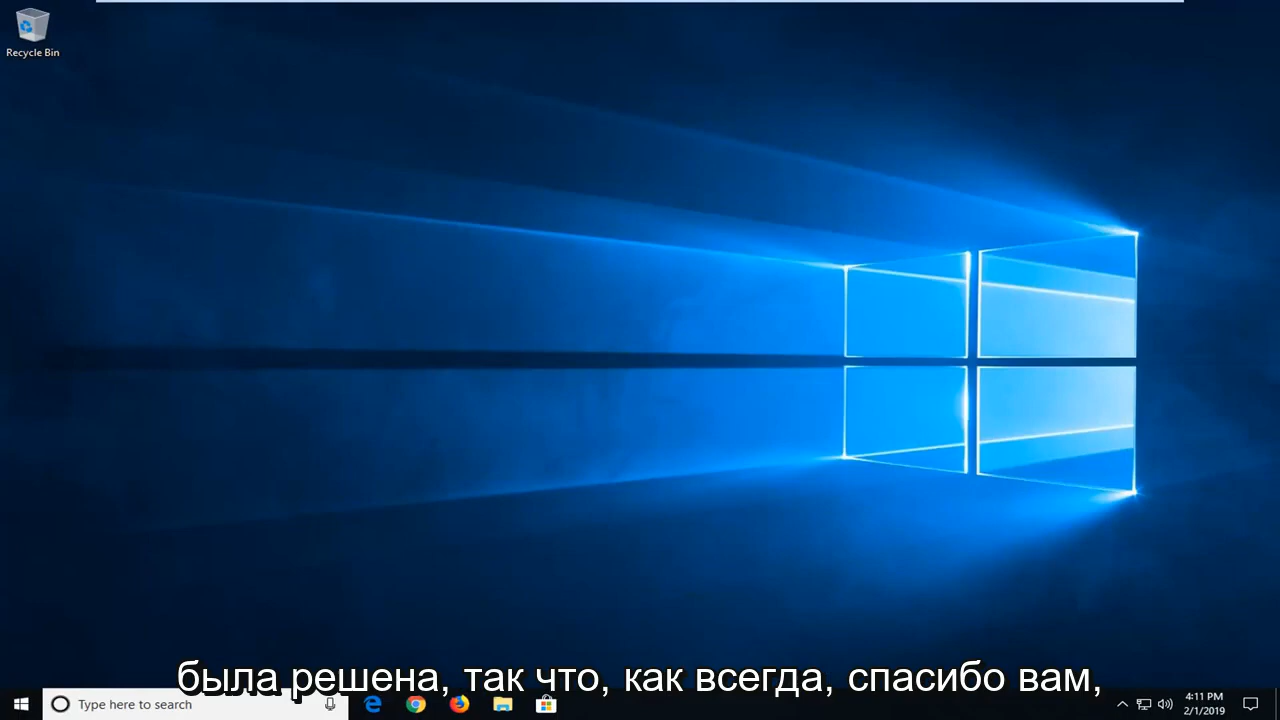 Recycle Bin
была решена, так что, как всегда, спасибо вам,
Type here to search
4:11 PM
2/1/2019